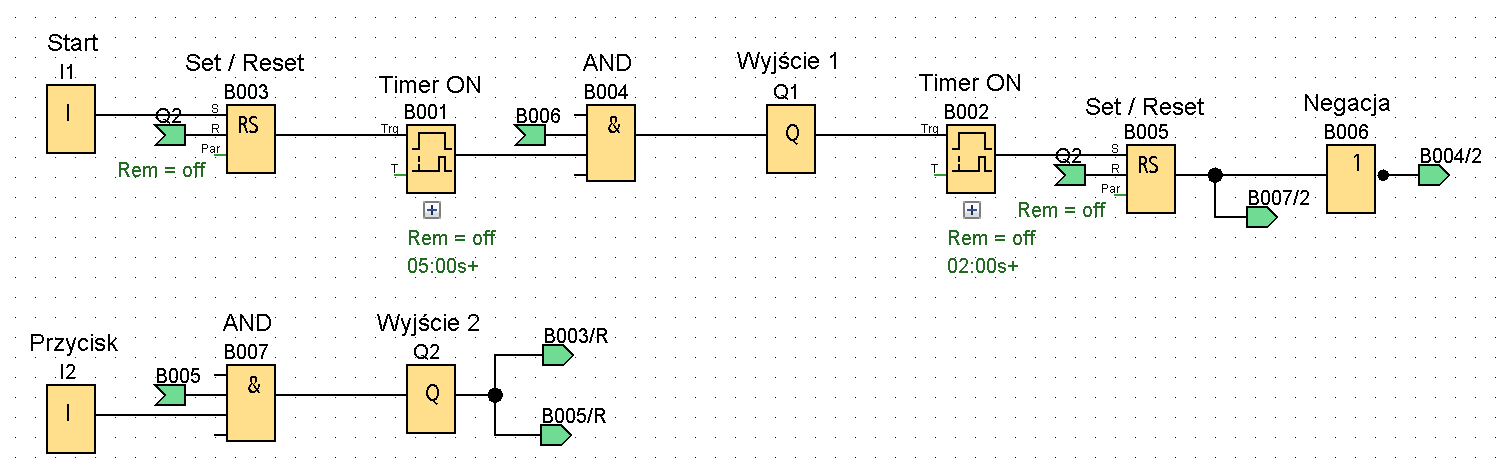 Start
I1
I
Set / Reset
B003
S
R
Par
RS
Q2
Rem = off
Timer ON
B001
Trg
T
Rem = off
05:00s+
B006
AND
B004
&
Wyjście 1
Q1
Q
Timer ON
B002
Trg
T
Rem = off
02:00s+
Q2
Set / Reset
B005
S
R
Par
RS
Rem = off
B007/2
Negacja
B006
1
B004/2
Przycisk
I2
I
B005
AND
B007
&
Wyjście 2
Q2
Q
B003/R
B005/R